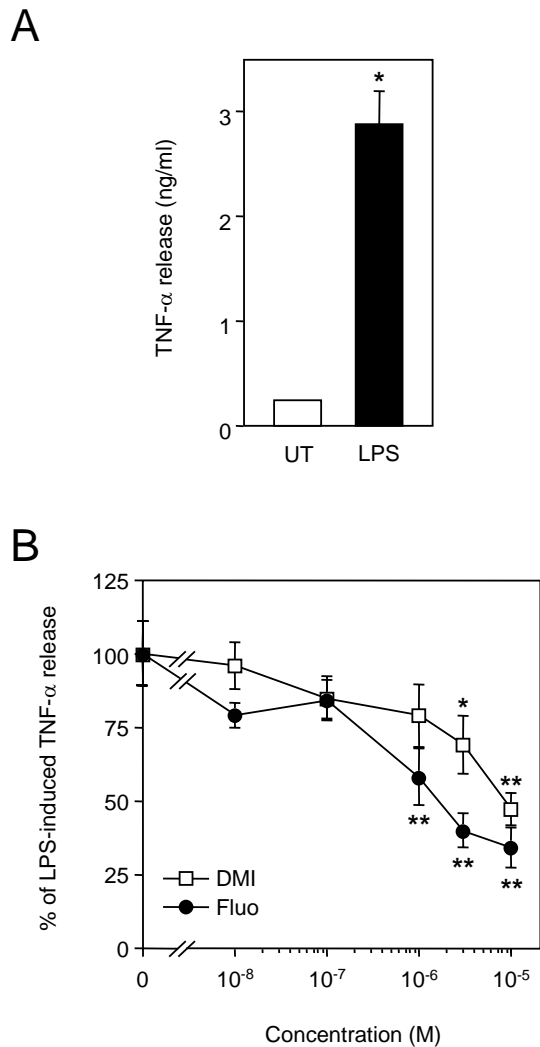 A
TNF-α release (ng/ml)
3
2
1
0
*
UT LPS
B
% of LPS-induced TNF-α release
125
100
75
50
25
0
*
**
**
**
**
DMI
Fluo
0 10-8 10-7 10-6 10-5
Concentration (M)